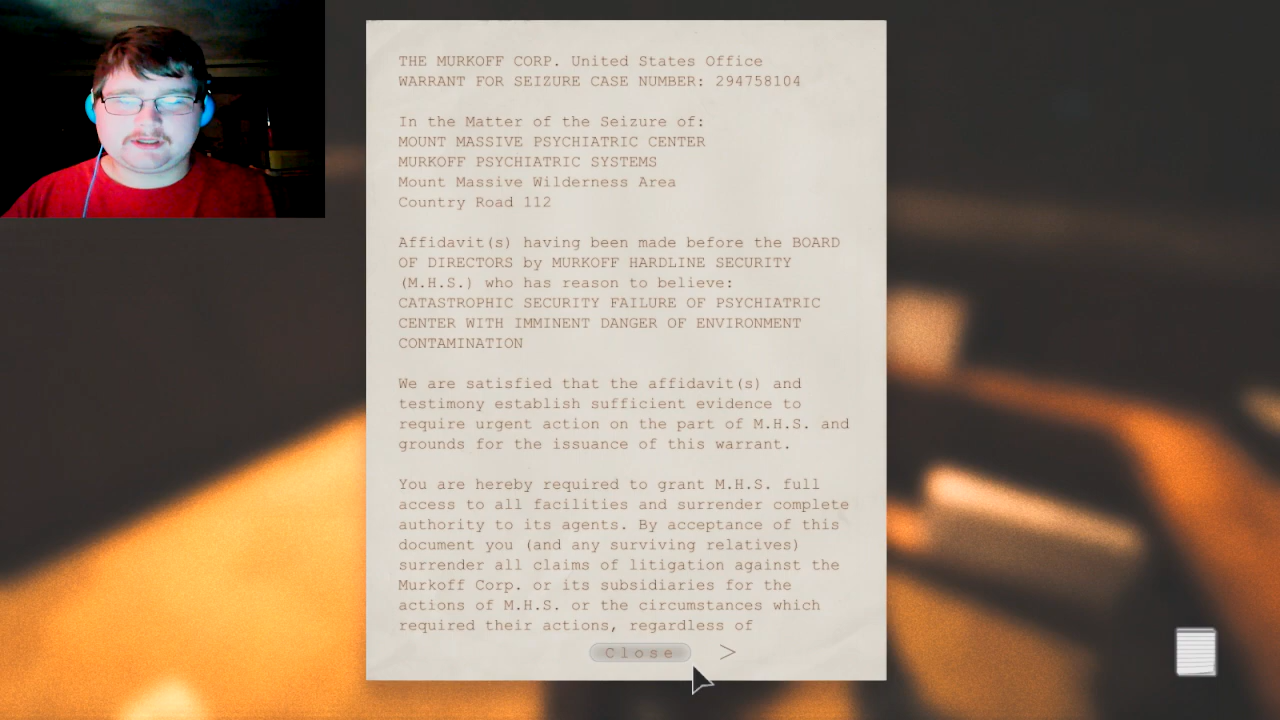 THE MURKOFF CORP. United States Office
WARRANT FOR SEIZURE CASE NUMBER: 294758104
In the Matter of the Seizure of:
MOUNT MASSIVE PSYCHIATRIC CENTER
MURKOFF PSYCHIATRIC SYSTEMS
Mount Massive Wilderness Area
Country Road 112
Affidavit(s) having been made before the BOARD
OF DIRECTORS by MURKOFF HARDLINE SECURITY
(M.H.S.) who has reason to believe:
CATASTROPHIC SECURITY FAILURE OF PSYCHIATRIC
CENTER WITH IMMINENT DANGER OF ENVIRONMENT
CONTAMINATION
We are satisfied that the affidavit(s) and
testimony establish sufficient evidence to
require urgent action on the part of M.H.S. and
grounds for the issuance of this warrant.
You are hereby required to grant M.H.S. full
access to all facilities and surrender complete
authority to its agents. By acceptance of this
document you (and any surviving relatives)
surrender all claims of litigation against the
Murkoff Corp. or its subsidiaries for the
actions of M.H.S. or the circumstances which
required their actions, regardless of
Close >